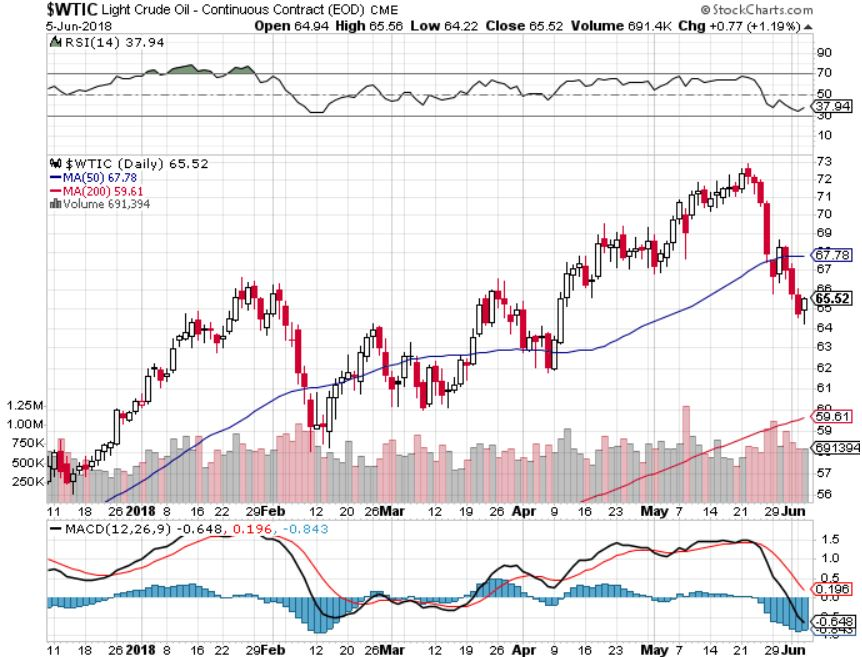 $WTIC Light Crude Oil - Continuous Contract (EOD) CME © StockCharts.com
5-Jun-2018 Open 64.94 High 65.56 Low 64.22 Close 65.52 Volume 691.4K Chg +0.77 (+1.19%)
RSI(14) 37.94
90
70
50
37.94
30
10
$WTIC (Daily) 65.52
MA(50) 67.78
MA(200) 59.61
Volume 691,394
73
72
71
70
69
67.78
67
66
65.52
65
64
63
62
61
60
59.61
59
691394
57
56
1.25M
1.00M
750K
500K
250K
11 18 26 2018 8 16 22 29 Feb 12 20 26 Mar 12 19 26 Apr 9 16 23 May 7 14 21 29 Jun
MACD(12,26,9) -0.648, 0.196, -0.843
1.5
1.0
0.5
0.196
0.0
-0.648
-0.843
11 18 26 2018 8 16 22 29 Feb 12 20 26 Mar 12 19 26 Apr 9 16 23 May 7 14 21 29 Jun